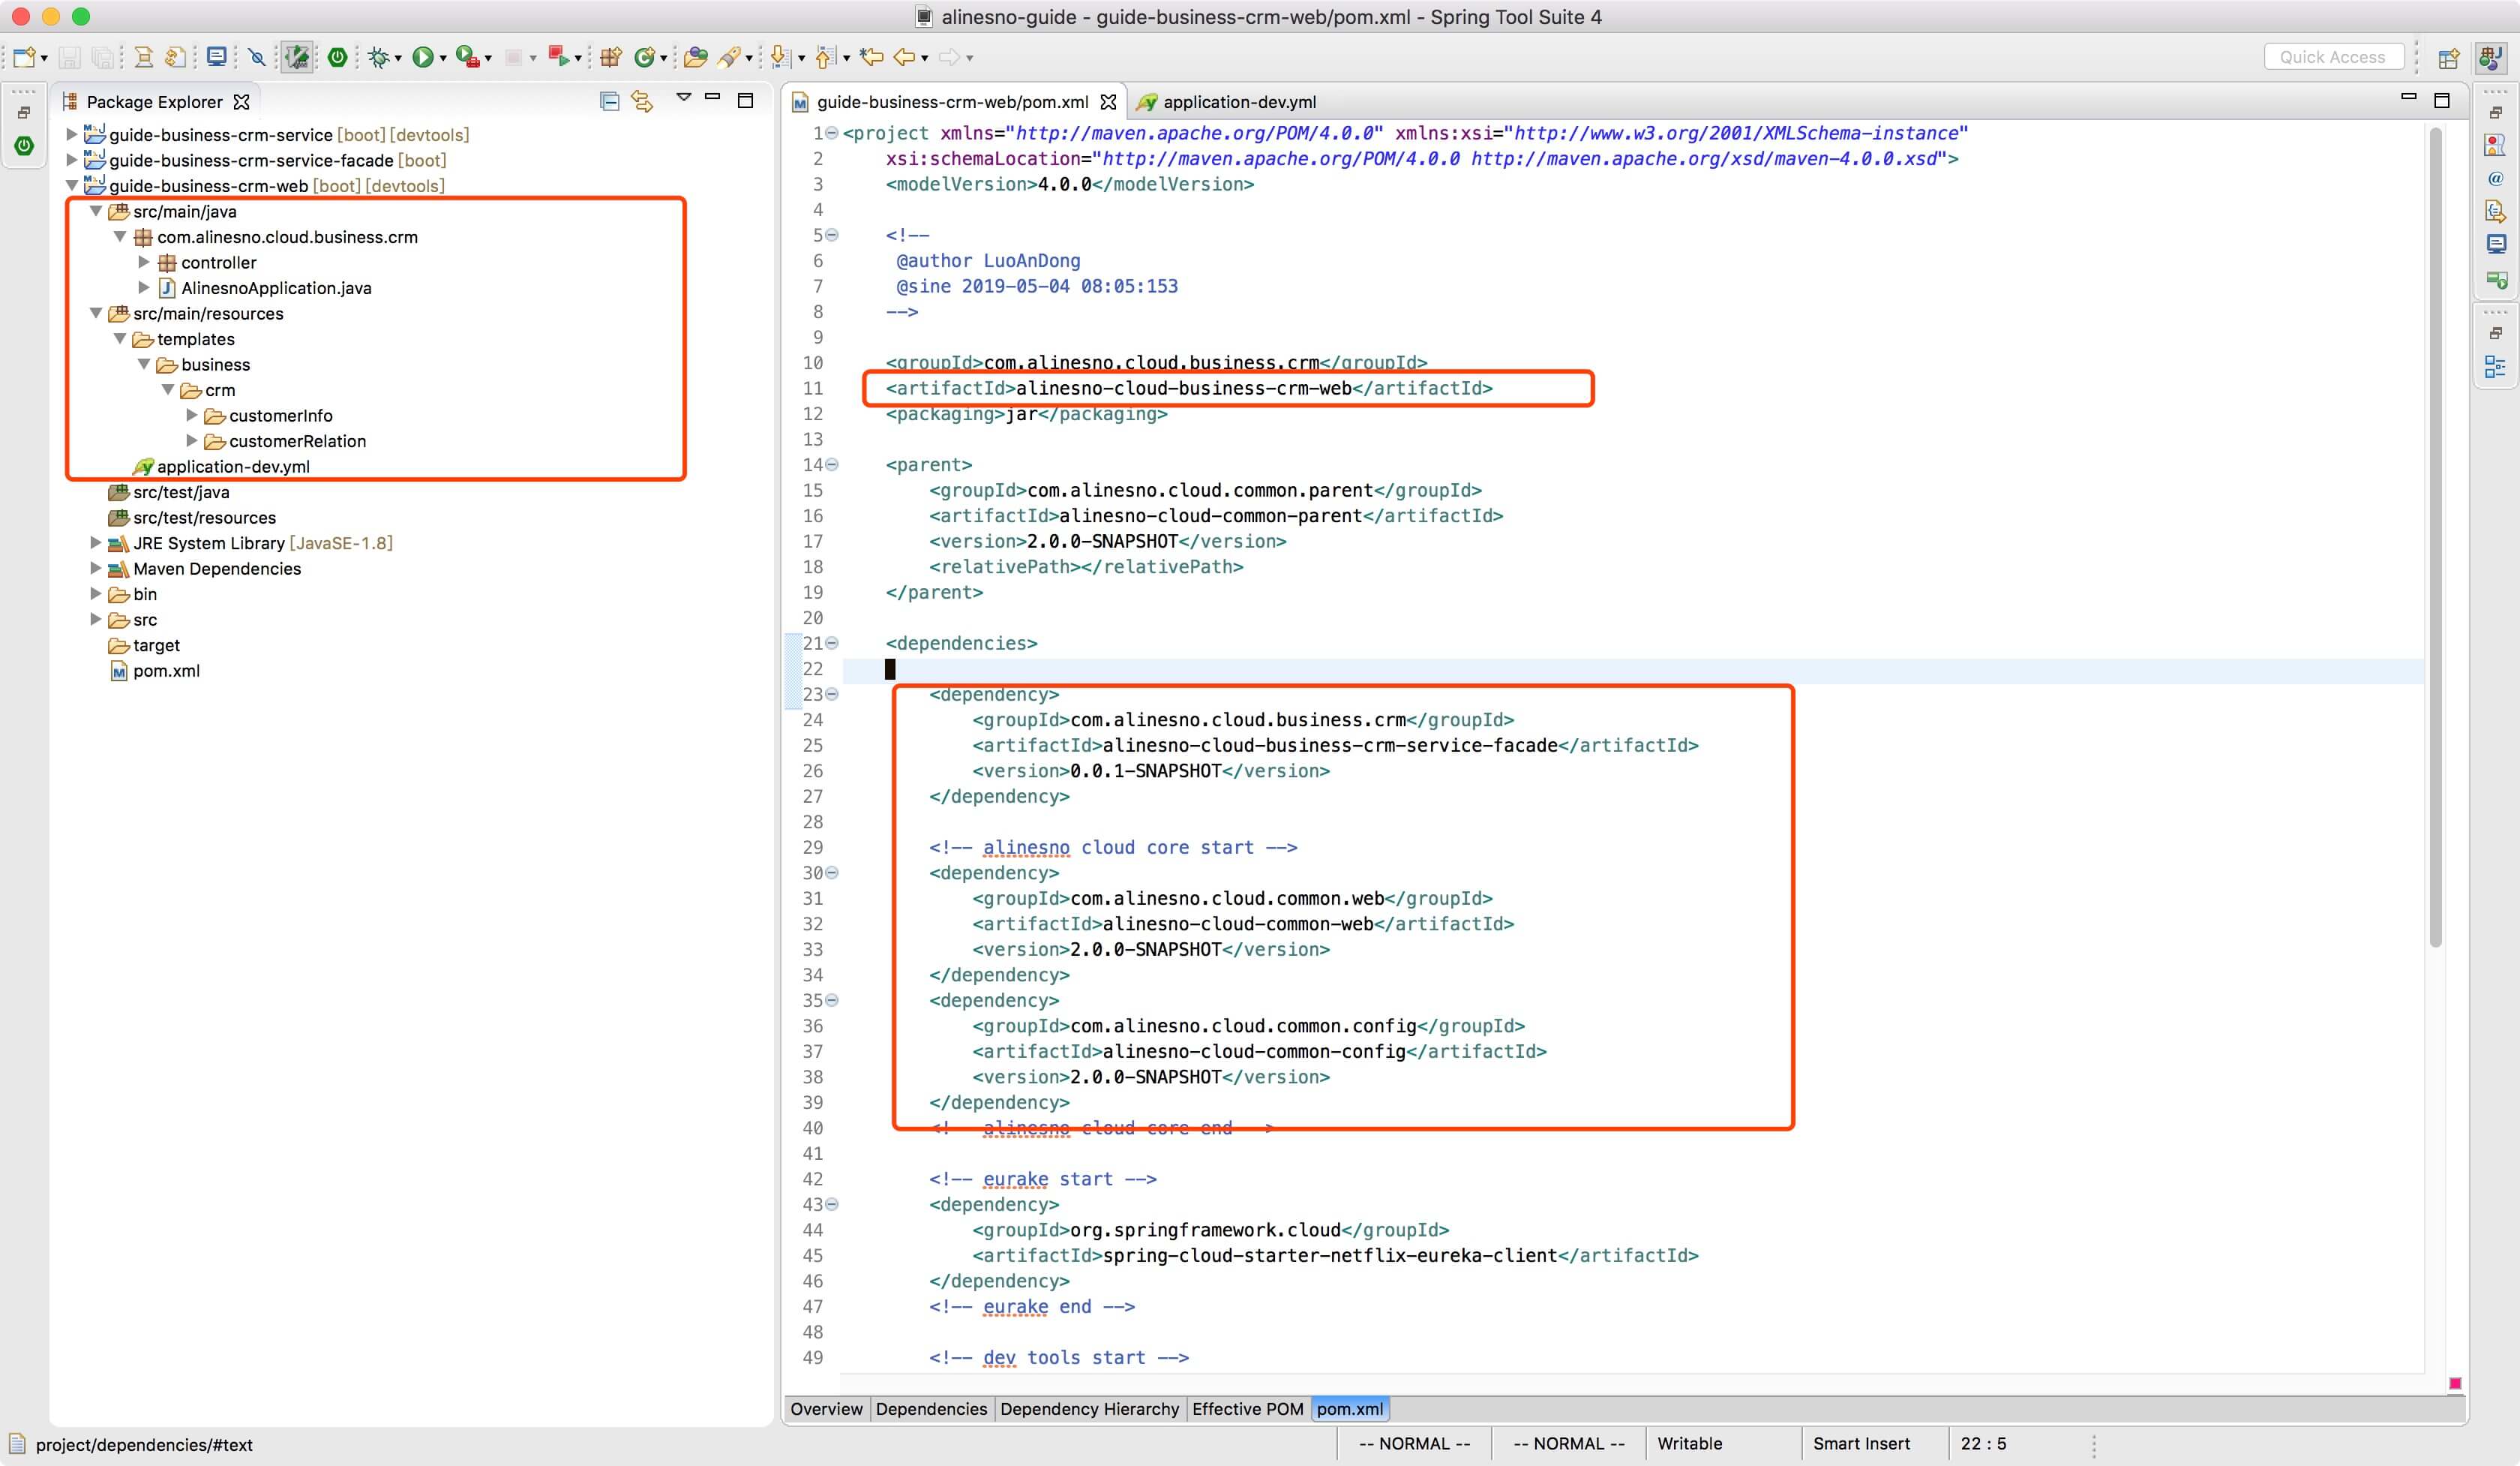 alinesno-guide - guide-business-crm-web/pom.xml - Spring Tool Suite 4
Quick Access
Package Explorer
guide-business-crm-service [boot] [devtools]
guide-business-crm-service-facade [boot]
guide-business-crm-web [boot] [devtools]
src/main/java
com.alinesno.cloud.business.crm
controller
AlinesnoApplication.java
src/main/resources
templates
business
crm
customerInfo
customerRelation
application-dev.yml
src/test/java
src/test/resources
JRE System Library [JavaSE-1.8]
Maven Dependencies
bin
src
target
pom.xml
guide-business-crm-web/pom.xml
application-dev.yml
1 <project xmlns="http://maven.apache.org/POM/4.0.0" xmlns:xsi="http://www.w3.org/2001/XMLSchema-instance"
2 xsi:schemaLocation="http://maven.apache.org/POM/4.0.0 http://maven.apache.org/xsd/maven-4.0.0.xsd">
3 <modelVersion>4.0.0</modelVersion>
4
5 <!--
6 @author LuoAnDong
7 @sine 2019-05-04 08:05:153
8 -->
9
10 <groupId>com.alinesno.cloud.business.crm</groupId>
11 <artifactId>alinesno-cloud-business-crm-web</artifactId>
12 <packaging>jar</packaging>
13
14 <parent>
15 <groupId>com.alinesno.cloud.common.parent</groupId>
16 <artifactId>alinesno-cloud-common-parent</artifactId>
17 <version>2.0.0-SNAPSHOT</version>
18 <relativePath></relativePath>
19 </parent>
20
21 <dependencies>
22
23 <dependency>
24 <groupId>com.alinesno.cloud.business.crm</groupId>
25 <artifactId>alinesno-cloud-business-crm-service-facade</artifactId>
26 <version>0.0.1-SNAPSHOT</version>
27 </dependency>
28
29 <!-- alinesno cloud core start -->
30 <dependency>
31 <groupId>com.alinesno.cloud.common.web</groupId>
32 <artifactId>alinesno-cloud-common-web</artifactId>
33 <version>2.0.0-SNAPSHOT</version>
34 </dependency>
35 <dependency>
36 <groupId>com.alinesno.cloud.common.config</groupId>
37 <artifactId>alinesno-cloud-common-config</artifactId>
38 <version>2.0.0-SNAPSHOT</version>
39 </dependency>
40 <!-- alinesno cloud core end -->
41
42 <!-- eurake start -->
43 <dependency>
44 <groupId>org.springframework.cloud</groupId>
45 <artifactId>spring-cloud-starter-netflix-eureka-client</artifactId>
46 </dependency>
47 <!-- eurake end -->
48
49 <!-- dev tools start -->
Overview Dependencies Dependency Hierarchy Effective POM pom.xml
project/dependencies/#text
-- NORMAL -- -- NORMAL -- Writable Smart Insert 22 : 5